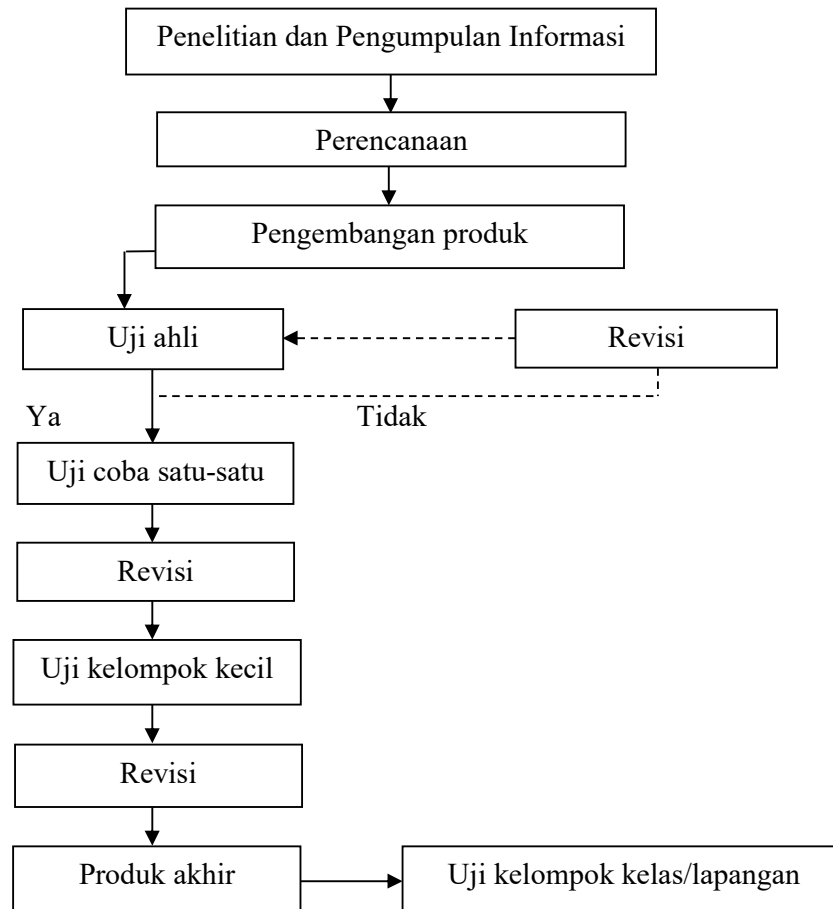 Penelitian dan Pengumpulan Informasi
Perencanaan
Pengembangan produk
Uji ahli
Revisi
Ya
Tidak
Uji coba satu-satu
Revisi
Uji kelompok kecil
Revisi
Produk akhir
Uji kelompok kelas/lapangan